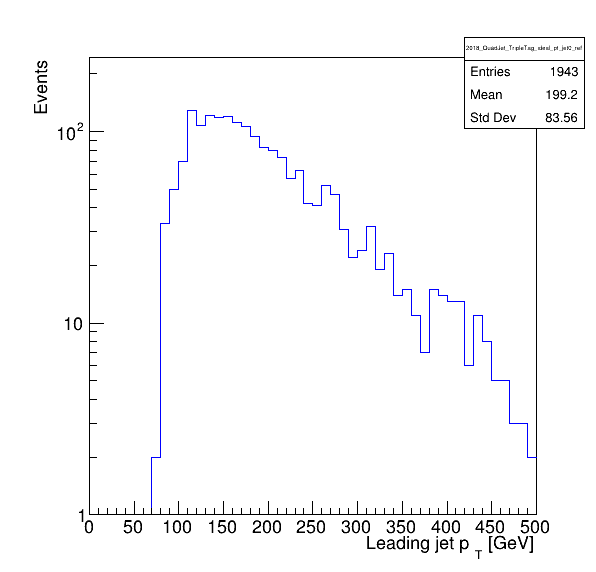 2018_QuadJet_TripleTag_ideal_pt_jet0_ref
Entries 1943
Mean 199.2
Std Dev 83.56
Events
10²
10
1
0 50 100 150 200 250 300 350 400 450 500
Leading jet p T [GeV]